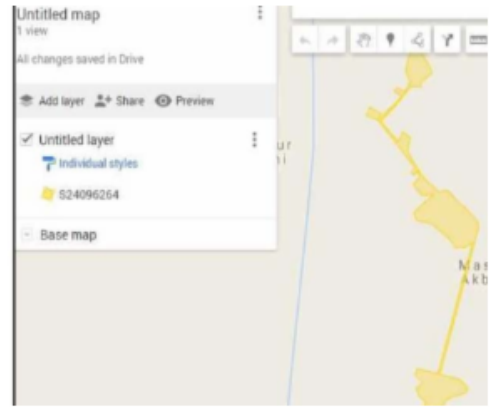 Untitled map
1 view
All changes saved in Drive
Add layer Share Preview
Untitled layer
Individual styles
S24096264
Base map
ur
i
Mas
Akb